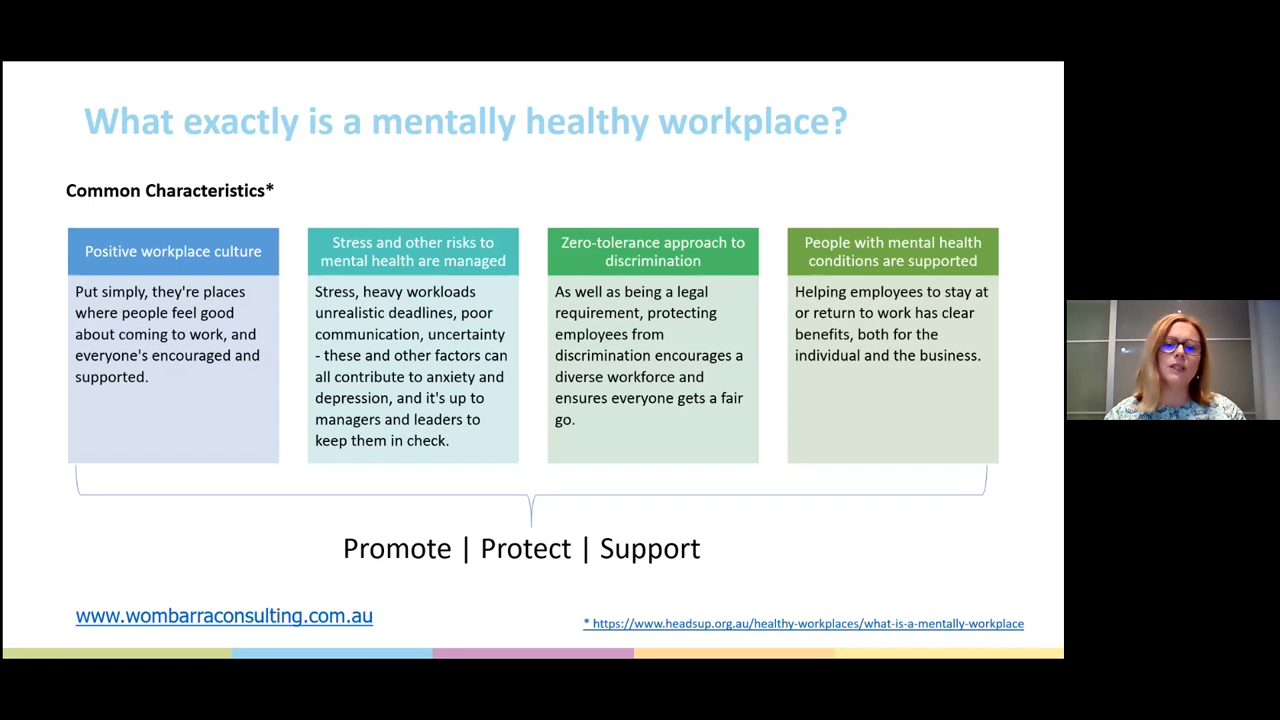 What exactly is a mentally healthy workplace?
Common Characteristics*
Positive workplace culture
Put simply, they're places
where people feel good
about coming to work, and
everyone's encouraged and
supported.
Stress and other risks to
mental health are managed
Stress, heavy workloads
unrealistic deadlines, poor
communication, uncertainty
- these and other factors can
all contribute to anxiety and
depression, and it's up to
managers and leaders to
keep them in check.
Zero-tolerance approach to
discrimination
As well as being a legal
requirement, protecting
employees from
discrimination encourages a
diverse workforce and
ensures everyone gets a fair
go.
People with mental health
conditions are supported
Helping employees to stay at
or return to work has clear
benefits, both for the
individual and the business.
Promote | Protect | Support
www.wombarraconsulting.com.au
* https://www.headsup.org.au/healthy-workplaces/what-is-a-mentally-workplace